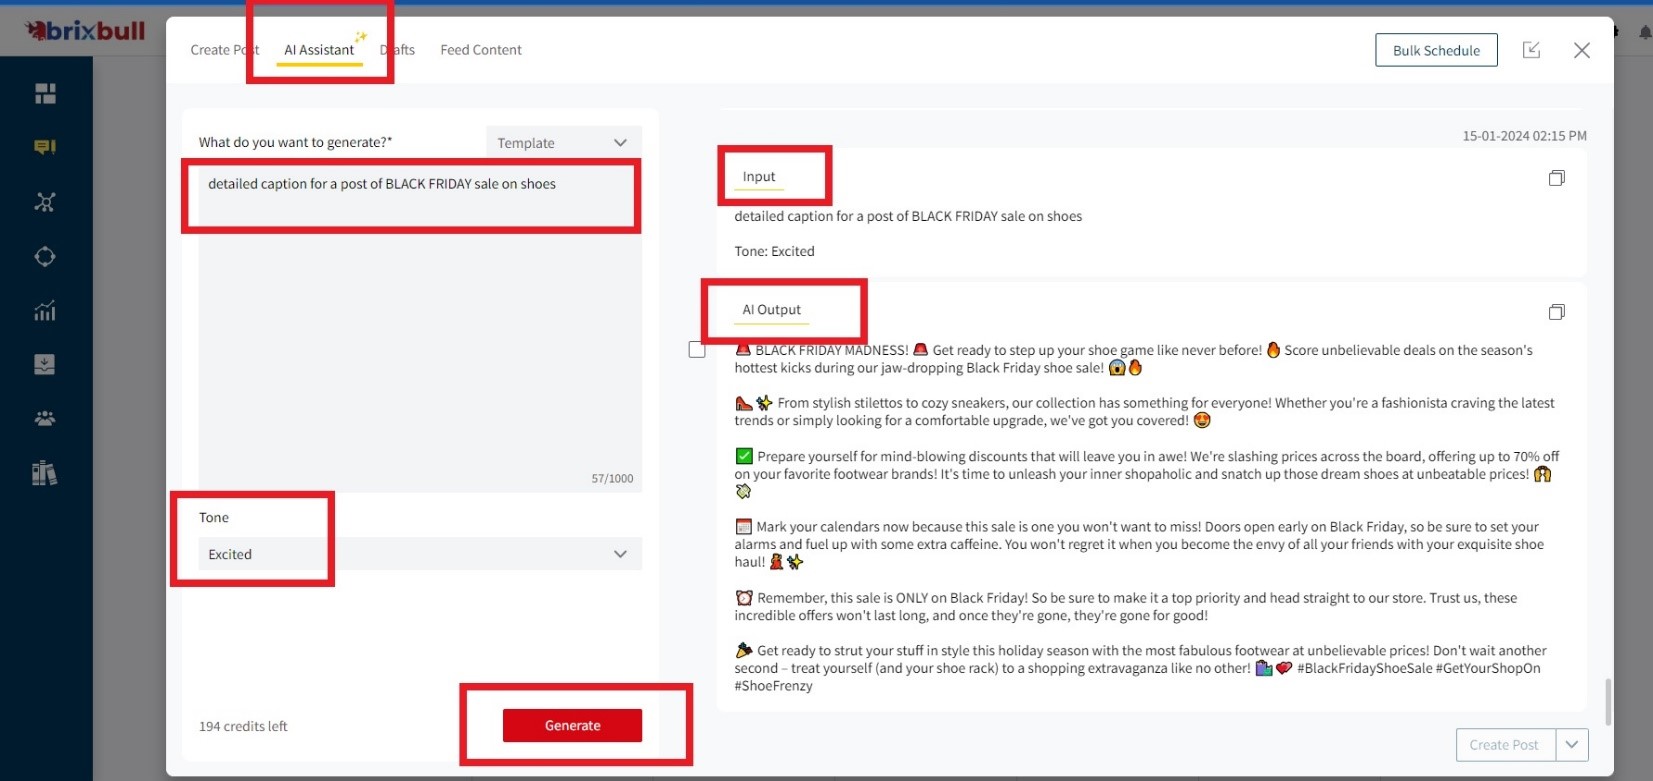 brixbull
Create Post AI Assistant Drafts Feed Content
Bulk Schedule
What do you want to generate?*
Template
detailed caption for a post of BLACK FRIDAY sale on shoes
57/1000
Tone
Excited
194 credits left
Generate
15-01-2024 02:15 PM
Input
detailed caption for a post of BLACK FRIDAY sale on shoes
Tone: Excited
AI Output
🚨 BLACK FRIDAY MADNESS! 🚨 Get ready to step up your shoe game like never before! 🔥 Score unbelievable deals on the season's
hottest kicks during our jaw-dropping Black Friday shoe sale! 😱🔥
👠✨ From stylish stilettos to cozy sneakers, our collection has something for everyone! Whether you're a fashionista craving the latest
trends or simply looking for a comfortable upgrade, we've got you covered! 😍
✅ Prepare yourself for mind-blowing discounts that will leave you in awe! We're slashing prices across the board, offering up to 70% off
on your favorite footwear brands! It's time to unleash your inner shopaholic and snatch up those dream shoes at unbeatable prices! 🙌
💸
📅 Mark your calendars now because this sale is one you won't want to miss! Doors open early on Black Friday, so be sure to set your
alarms and fuel up with some extra caffeine. You won't regret it when you become the envy of all your friends with your exquisite shoe
haul! 💃✨
⏰ Remember, this sale is ONLY on Black Friday! So be sure to make it a top priority and head straight to our store. Trust us, these
incredible offers won't last long, and once they're gone, they're gone for good!
🎉 Get ready to strut your stuff in style this holiday season with the most fabulous footwear at unbelievable prices! Don't wait another
second – treat yourself (and your shoe rack) to a shopping extravaganza like no other! 🛍️💖 #BlackFridayShoeSale #GetYourShopOn
#ShoeFrenzy
Create Post